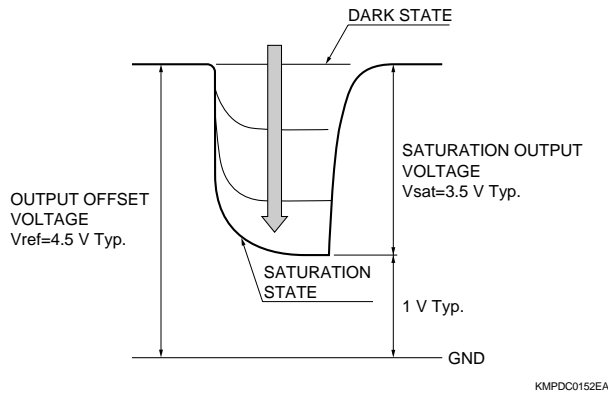 DARK STATE
OUTPUT OFFSET
VOLTAGE
Vref=4.5 V Typ.
SATURATION OUTPUT
VOLTAGE
Vsat=3.5 V Typ.
SATURATION
STATE
1 V Typ.
GND
KMPDC0152EA